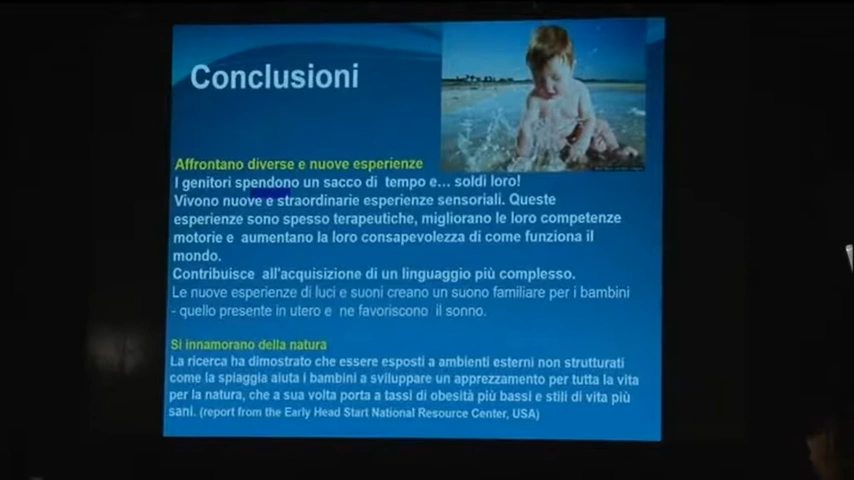 Conclusioni
Affrontano diverse e nuove esperienze
I genitori spendono un sacco di tempo e... soldi loro!
Vivono nuove e straordinarie esperienze sensoriali. Queste
esperienze sono spesso terapeutiche, migliorano le loro competenze
motorie e aumentano la loro consapevolezza di come funziona il
mondo.
Contribuisce all'acquisizione di un linguaggio più complesso.
Le nuove esperienze di luci e suoni creano un suono familiare per i bambini
- quello presente in utero e ne favoriscono il sonno.
Si innamorano della natura
La ricerca ha dimostrato che essere esposti a ambienti esterni non strutturati
come la spiaggia aiuta i bambini a sviluppare un apprezzamento per tutta la vita
per la natura, che a sua volta porta a tassi di obesità più bassi e stili di vita più
sani. (report from the Early Head Start National Resource Center, USA)